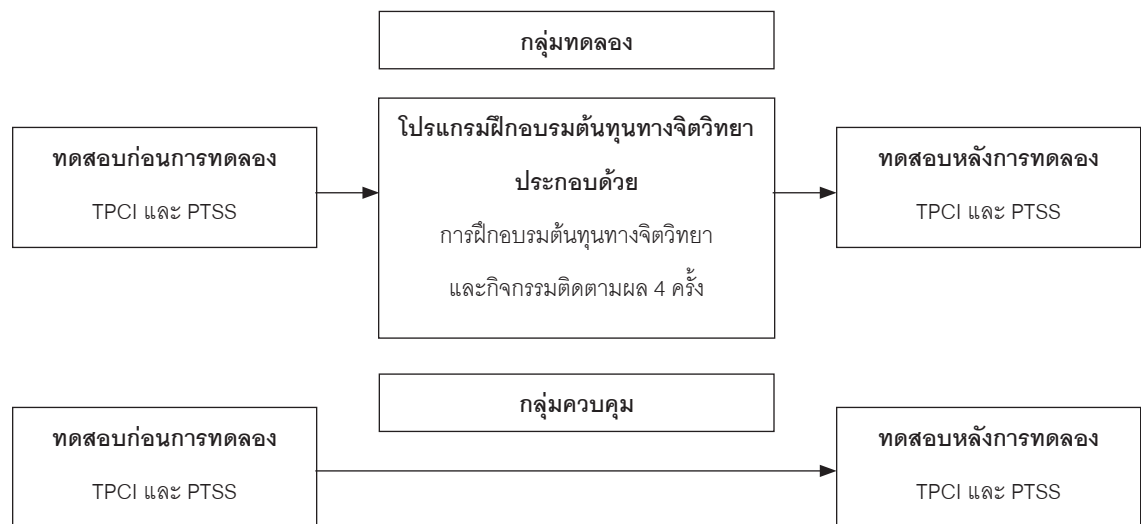 กลุ่มทดลอง
ทดสอบก่อนการทดลอง
TPCI และ PTSS
โปรแกรมฝึกอบรมต้นทุนทางจิตวิทยา
ประกอบด้วย
การฝึกอบรมต้นทุนทางจิตวิทยา
และกิจกรรมติดตามผล 4 ครั้ง
ทดสอบหลังการทดลอง
TPCI และ PTSS
กลุ่มควบคุม
ทดสอบก่อนการทดลอง
TPCI และ PTSS
ทดสอบหลังการทดลอง
TPCI และ PTSS